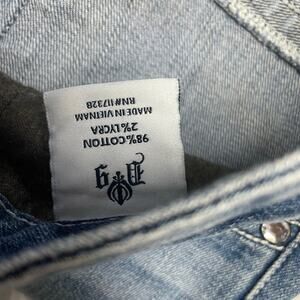 98% COTTON
2% LYCRA
MADE IN VIETNAM
RN# 117328